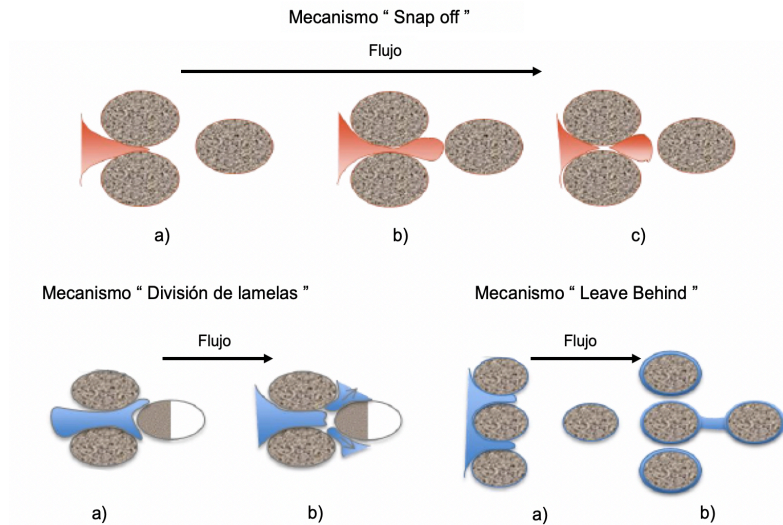 Mecanismo “ Snap off ”
Flujo
a)
b)
c)
Mecanismo “ División de lamelas ”
Flujo
a)
b)
Mecanismo “ Leave Behind ”
Flujo
a)
b)